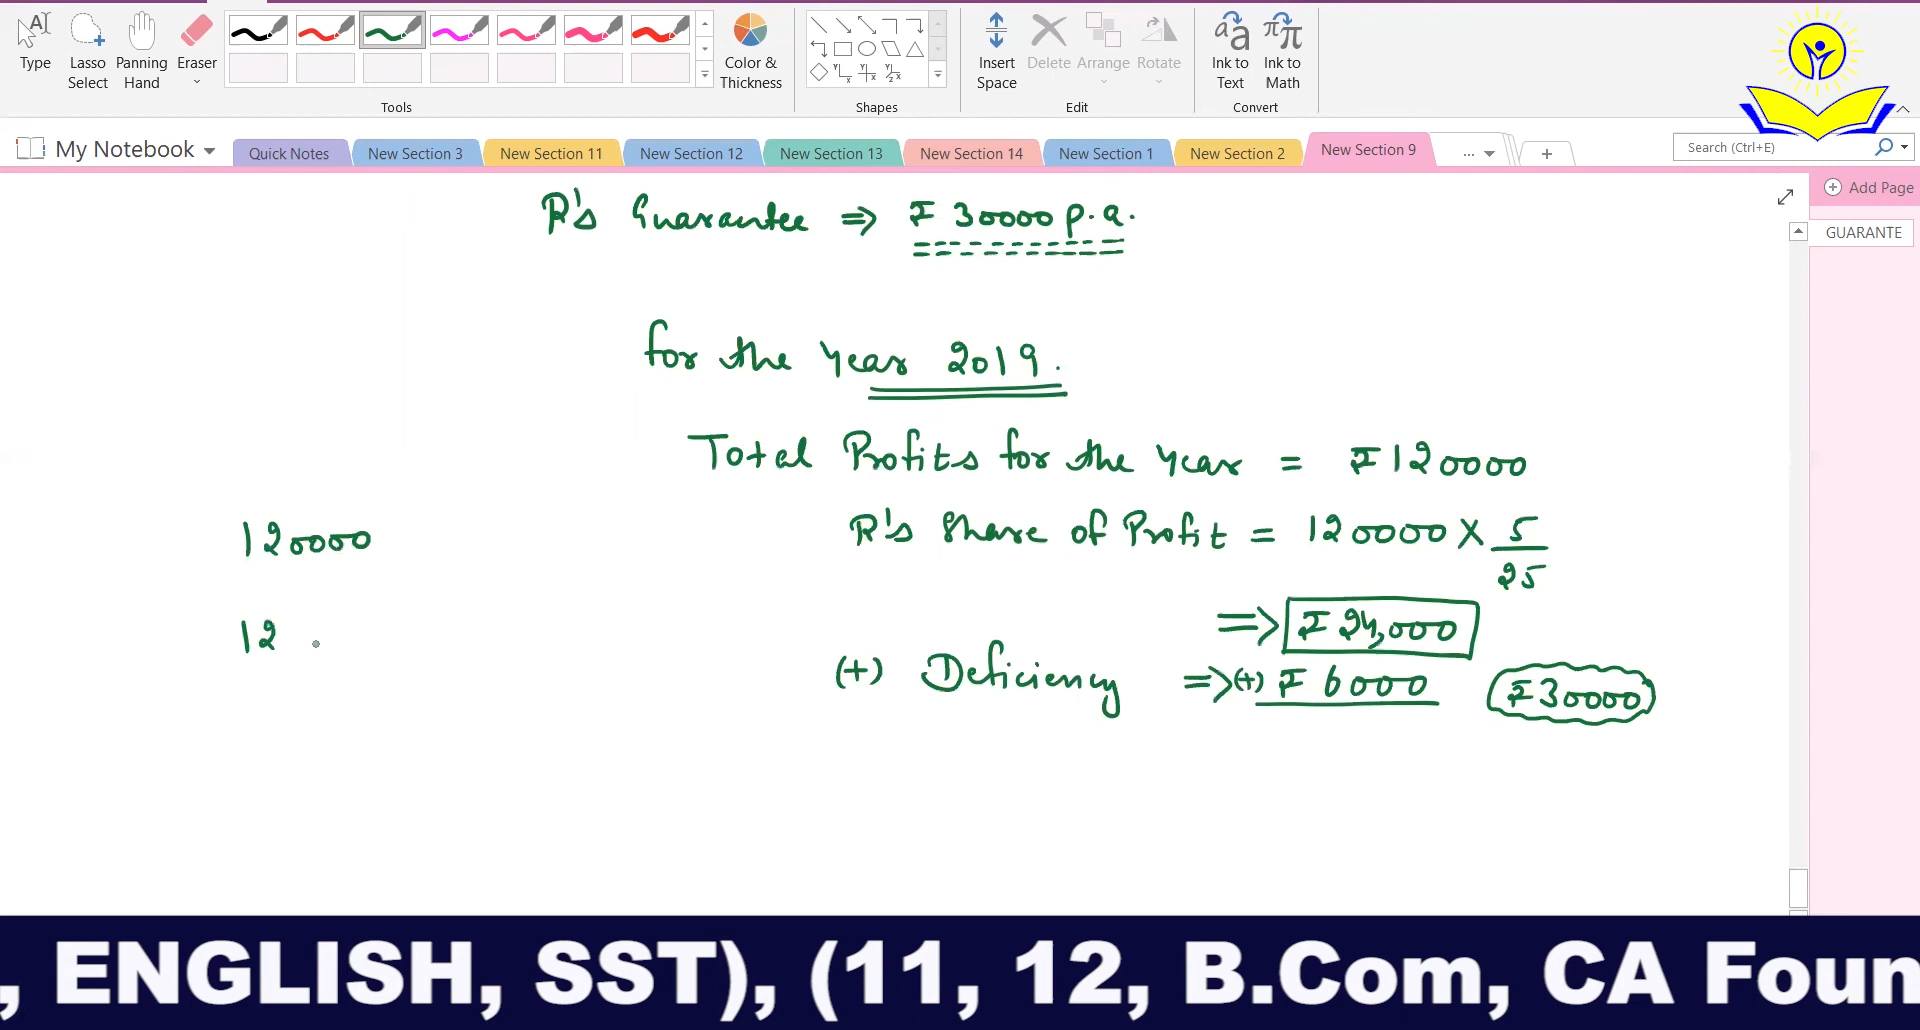 Type
Lasso Select
Panning Hand
Eraser
Color & Thickness
Insert Space
Delete
Arrange
Rotate
Ink to Text
Ink to Math
Tools
Shapes
Edit
Convert
My Notebook
Quick Notes
New Section 3
New Section 11
New Section 12
New Section 13
New Section 14
New Section 1
New Section 2
New Section 9
...
Search (Ctrl+E)
Add Page
GUARANTE
R's Guarantee ⇒ ₹ 30000 p.a.
for the year 2019.
Total Profits for the year = ₹ 120000
120000
R's Share of Profit = 120000 × 5/25
⇒ ₹ 24,000
12
(+) Deficiency ⇒ (+) ₹ 6000 ₹ 30000
, ENGLISH, SST), (11, 12, B.Com, CA Foun